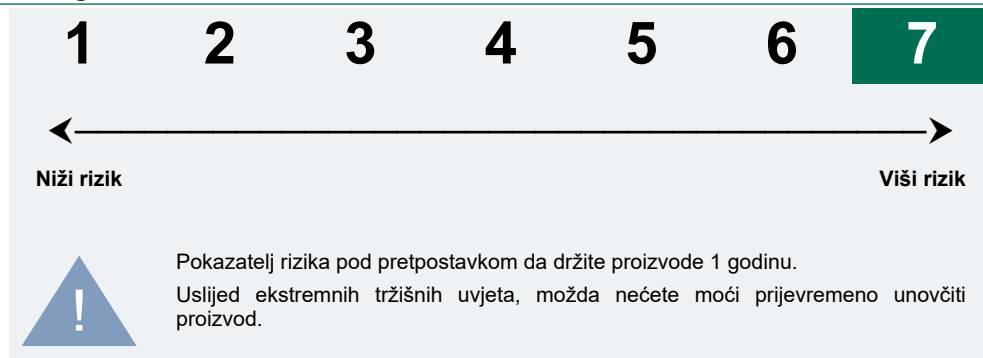 1 2 3 4 5 6 7
Niži rizik Viši rizik
Pokazatelj rizika pod pretpostavkom da držite proizvode 1 godinu.
Uslijed ekstremnih tržišnih uvjeta, možda nećete moći prijevremeno unovčiti
proizvod.
!